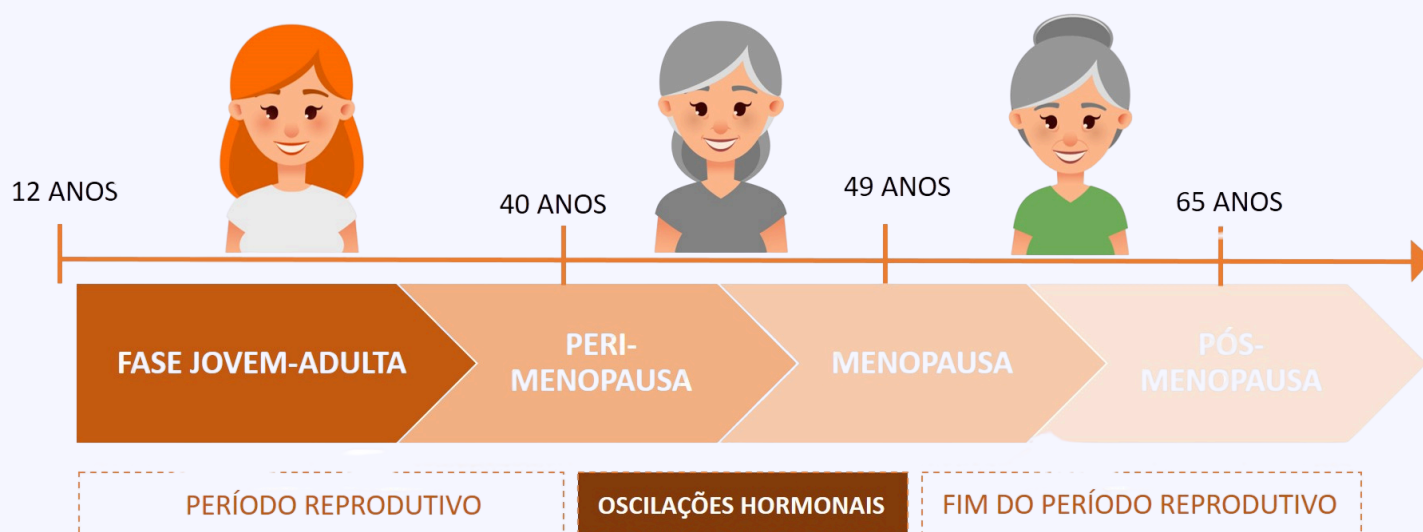 12 ANOS
40 ANOS
49 ANOS
65 ANOS
FASE JOVEM-ADULTA
PERI-
MENOPAUSA
MENOPAUSA
PÓS-
MENOPAUSA
PERÍODO REPRODUTIVO
OSCILAÇÕES HORMONAIS
FIM DO PERÍODO REPRODUTIVO